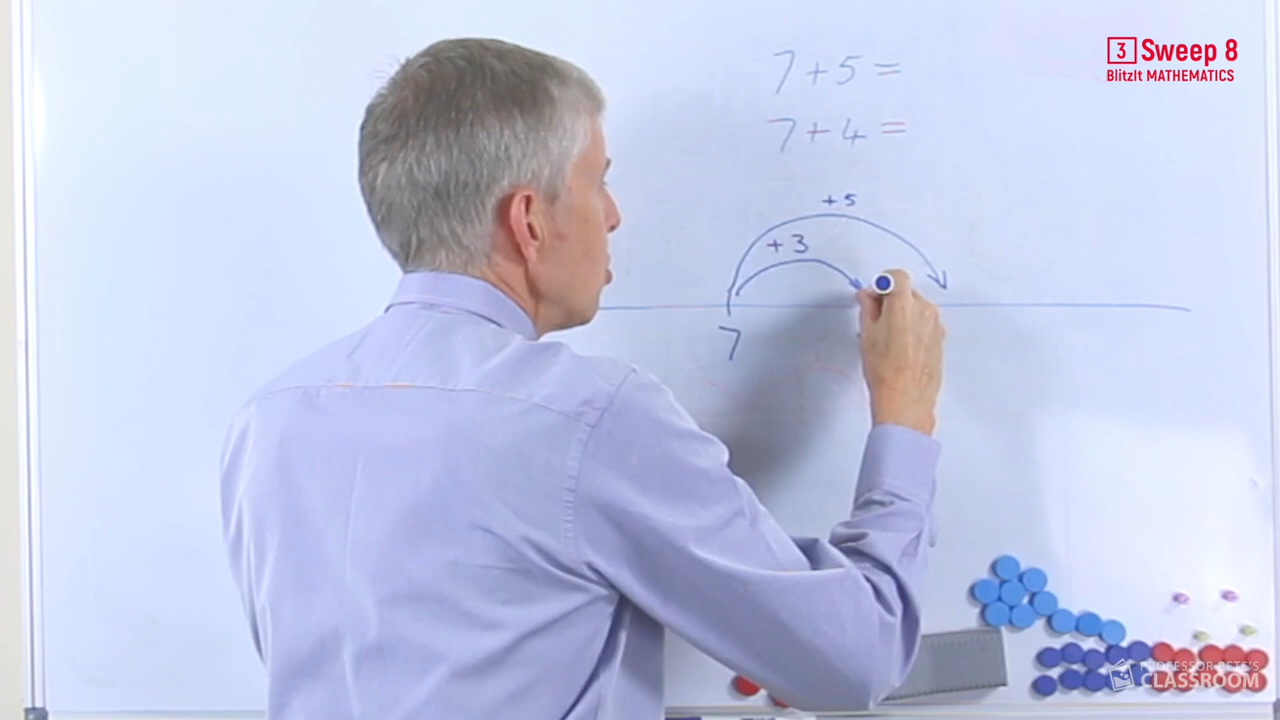 3 Sweep 8
BlitzIt MATHEMATICS
7+5=
7+4=
+5
+3
7
PROFESSOR PETE'S
CLASSROOM